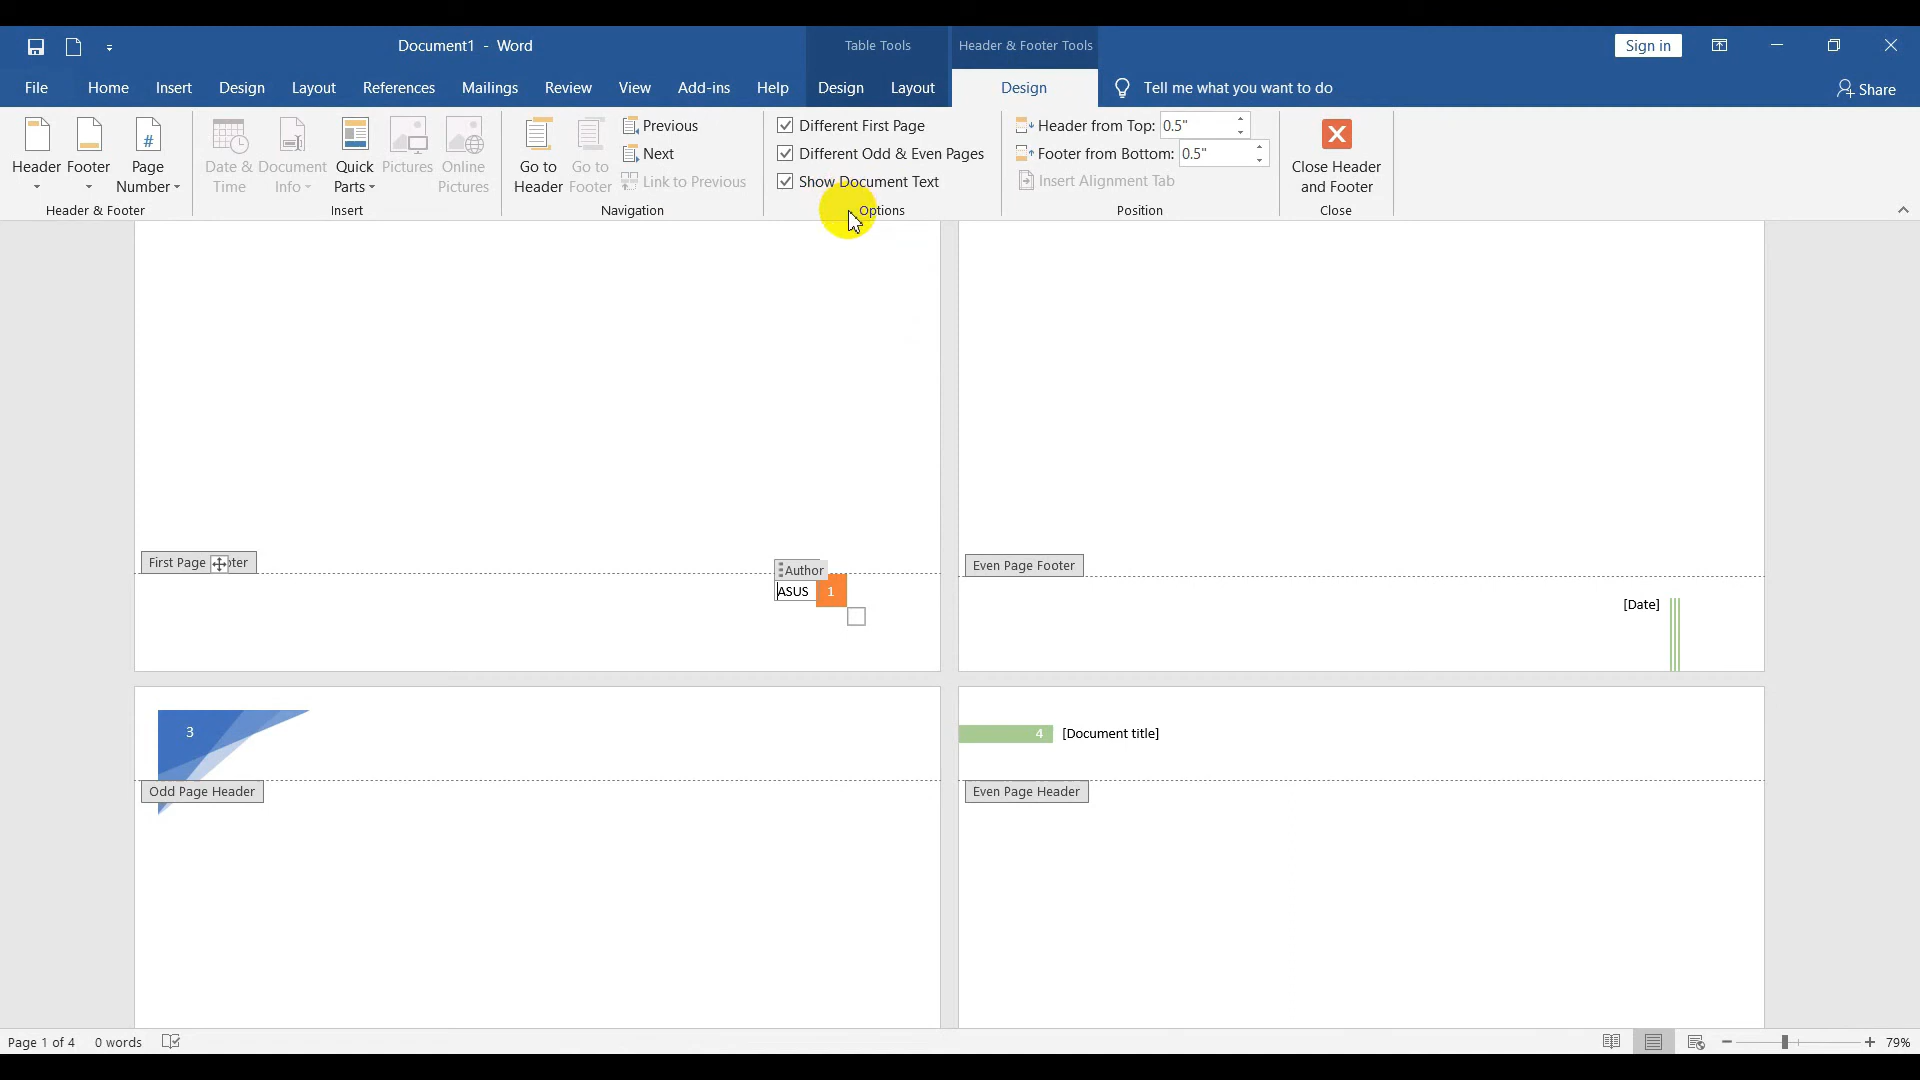 Document1 - Word
Table Tools
Header & Footer Tools
Sign in
File
Home
Insert
Design
Layout
References
Mailings
Review
View
Add-ins
Help
Design
Layout
Design
Tell me what you want to do
Share
Header
Footer
Page Number
Header & Footer
Date & Time
Document Info
Quick Parts
Pictures
Online Pictures
Insert
Go to Header
Go to Footer
Previous
Next
Link to Previous
Navigation
Different First Page
Different Odd & Even Pages
Show Document Text
Options
Header from Top: 0.5"
Footer from Bottom: 0.5"
Insert Alignment Tab
Position
Close Header and Footer
Close
First Page
Author
ASUS 1
Even Page Footer
[Date]
3
Odd Page Header
4 [Document title]
Even Page Header
Page 1 of 4
0 words
79%